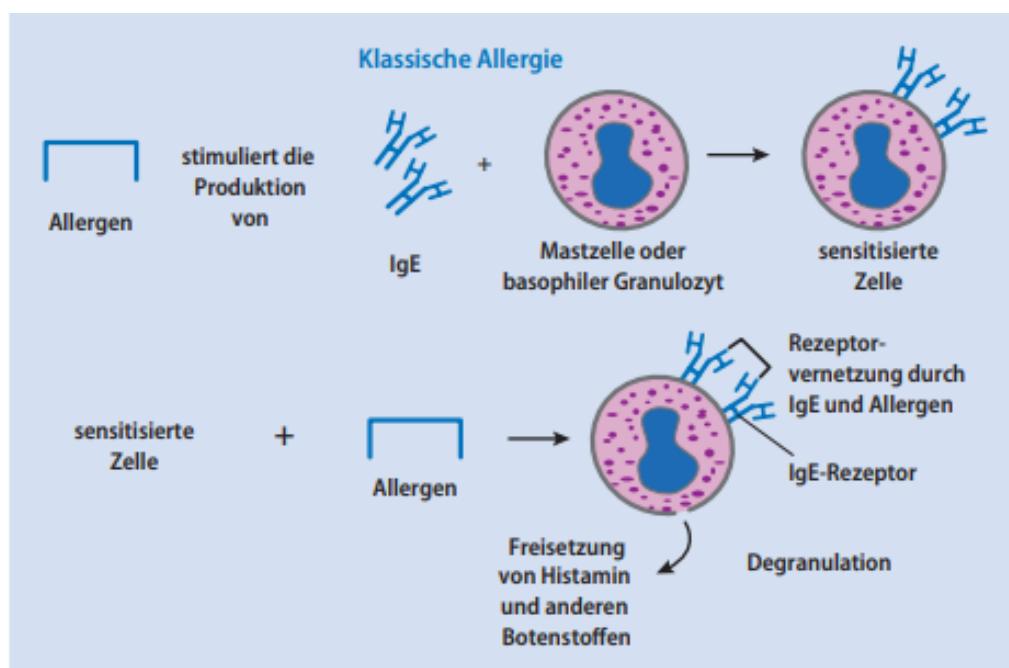 Klassische Allergie
Allergen
stimuliert die
Produktion
von
IgE
+
Mastzelle oder
basophiler Granulozyt
sensitisierte
Zelle
sensitisierte
Zelle
+
Allergen
Rezeptor-
vernetzung durch
IgE und Allergen
IgE-Rezeptor
Freisetzung
von Histamin
und anderen
Botenstoffen
Degranulation